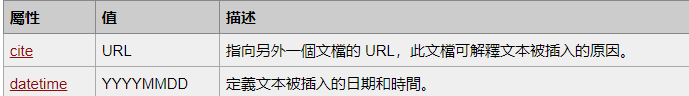 屬性 值 描述
cite URL 指向另外一個文檔的 URL，此文檔可解釋文本被插入的原因。
datetime YYYYMMDD 定義文本被插入的日期和時間。